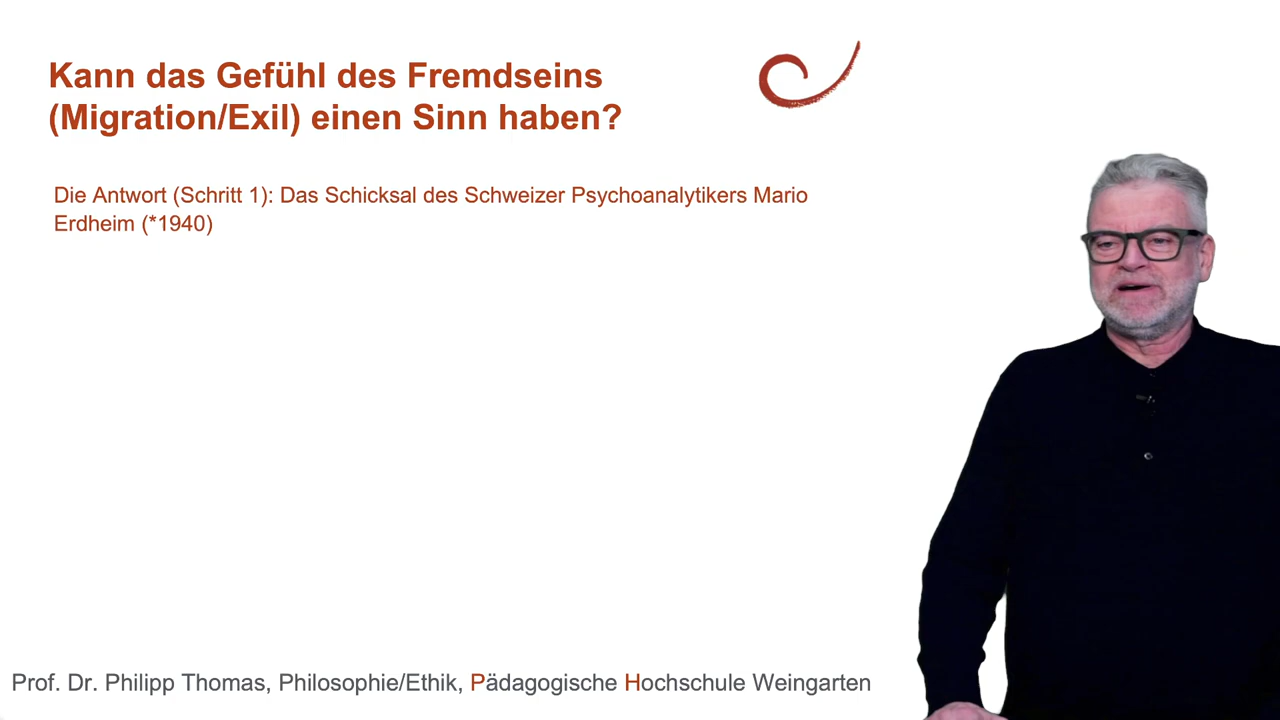 Kann das Gefühl des Fremdseins
(Migration/Exil) einen Sinn haben?
Die Antwort (Schritt 1): Das Schicksal des Schweizer Psychoanalytikers Mario
Erdheim (*1940)
Prof. Dr. Philipp Thomas, Philosophie/Ethik, Pädagogische Hochschule Weingarten